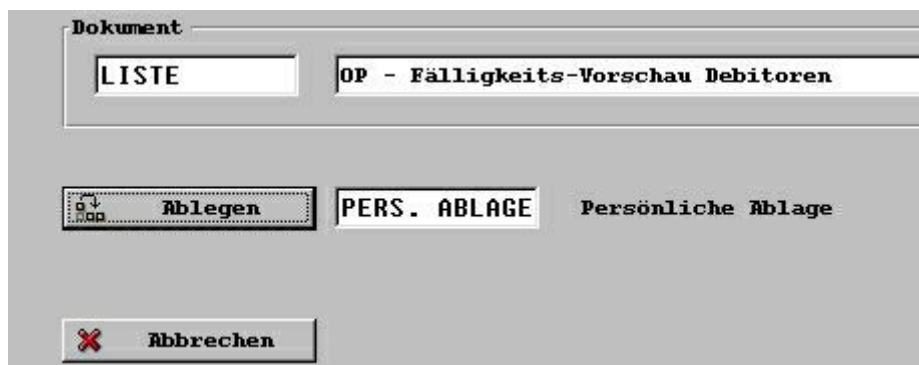 Dokument
LISTE OP - Fälligkeits-Vorschau Debitoren
Ablegen PERS. ABLAGE Persönliche Ablage
Abbrechen